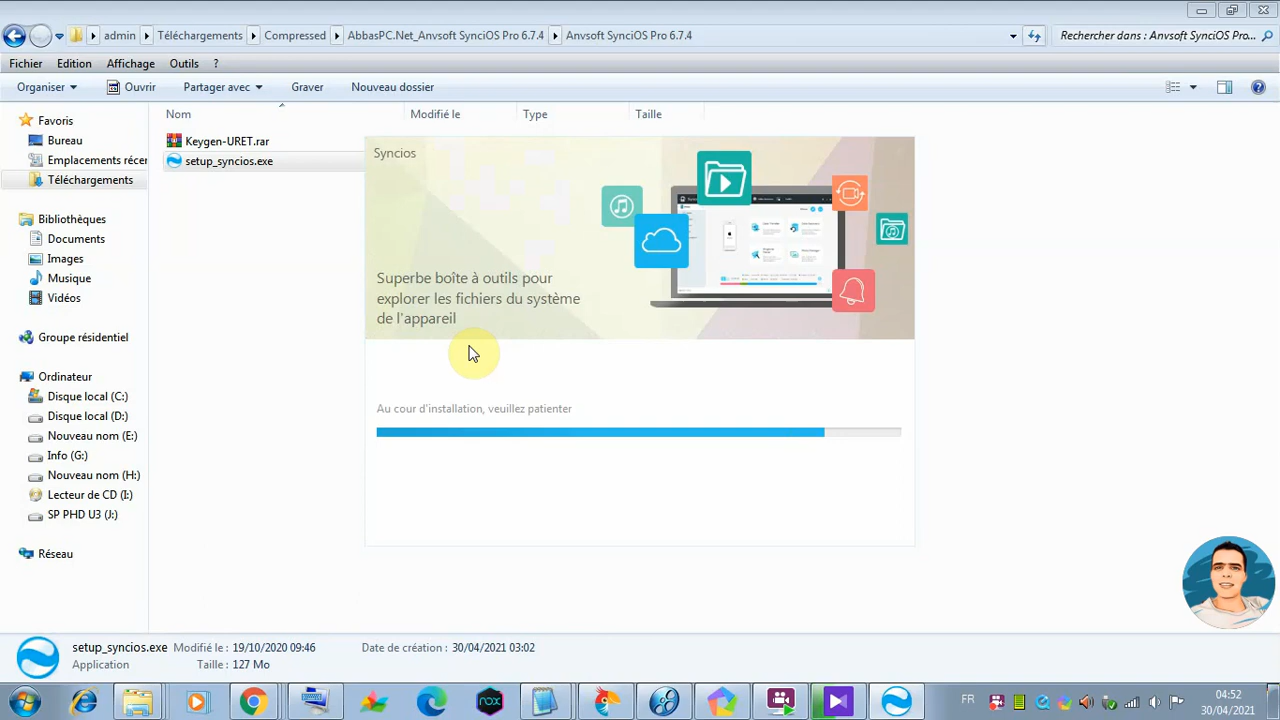 admin Téléchargements Compressed AbbasPC.Net_Anvsoft SynciOS Pro 6.7.4 Anvsoft SynciOS Pro 6.7.4 Rechercher dans : Anvsoft SynciOS Pro...
Fichier Edition Affichage Outils ?
Organiser Ouvrir Partager avec Graver Nouveau dossier
Favoris
Bureau
Emplacements récen
Téléchargements
Bibliothèques
Documents
Images
Musique
Vidéos
Groupe résidentiel
Ordinateur
Disque local (C:)
Disque local (D:)
Nouveau nom (E:)
Info (G:)
Nouveau nom (H:)
Lecteur de CD (I:)
SP PHD U3 (J:)
Réseau
Nom Modifié le Type Taille
Keygen-URET.rar
setup_syncios.exe
Syncios
Superbe boîte à outils pour
explorer les fichiers du système
de l'appareil
Au cour d'installation, veuillez patienter
setup_syncios.exe Modifié le : 19/10/2020 09:46 Date de création : 30/04/2021 03:02
Application Taille : 127 Mo
nox
FR
04:52
30/04/2021